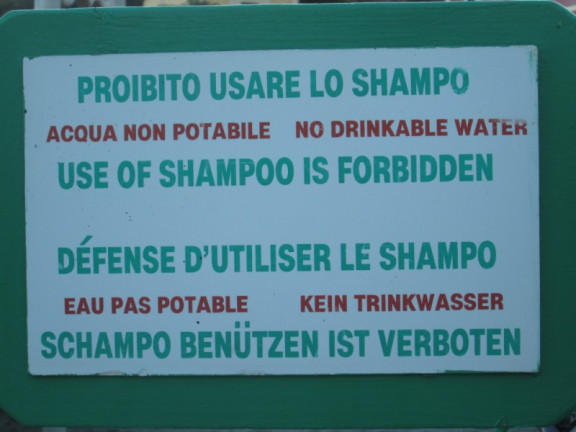 PROIBITO USARE LO SHAMPO
ACQUA NON POTABILE NO DRINKABLE WATER
USE OF SHAMPOO IS FORBIDDEN
DÉFENSE D'UTILISER LE SHAMPO
EAU PAS POTABLE KEIN TRINKWASSER
SCHAMPO BENÜTZEN IST VERBOTEN